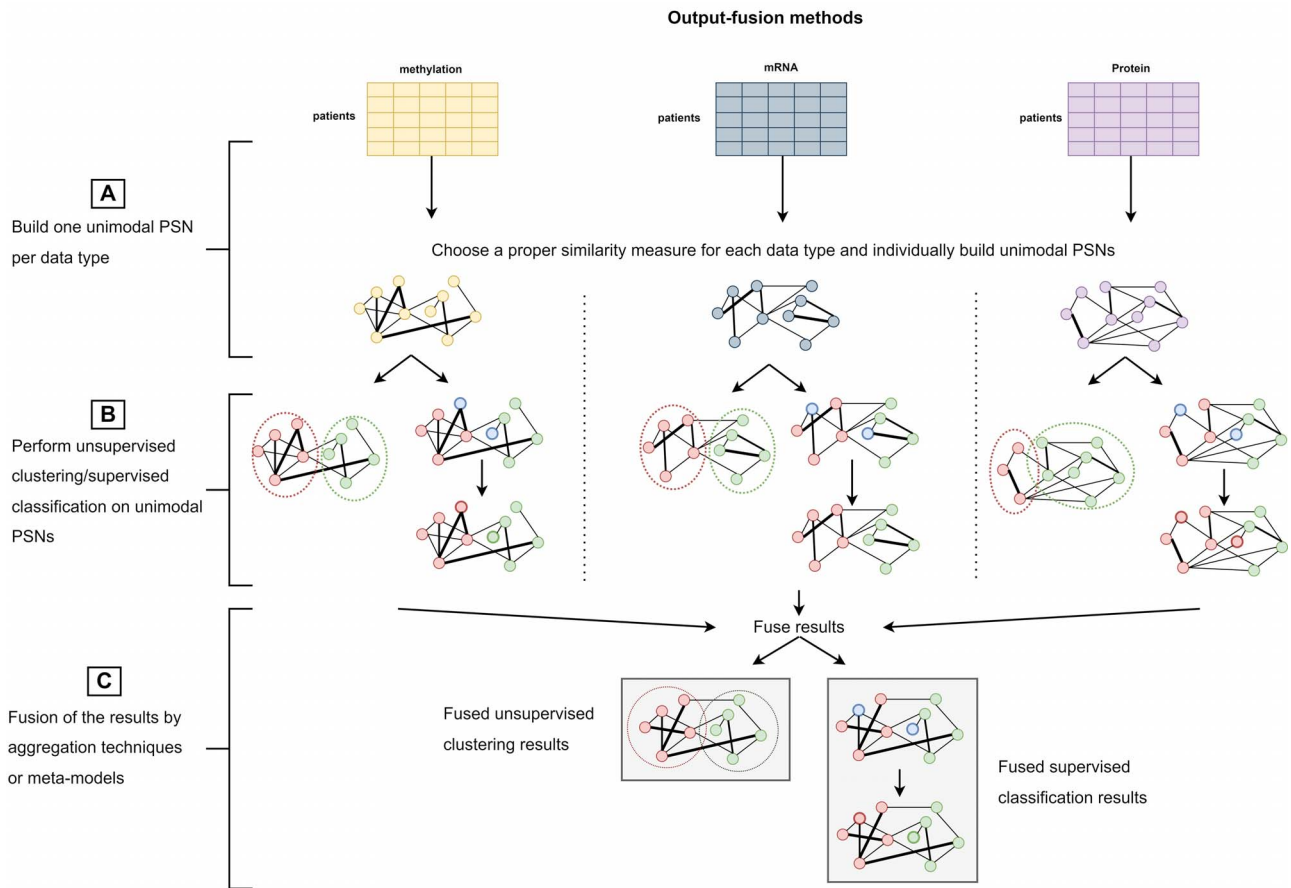 Output-fusion methods
methylation
mRNA
Protein
patients
patients
patients
A
Build one unimodal PSN
per data type
Choose a proper similarity measure for each data type and individually build unimodal PSNs
B
Perform unsupervised
clustering/supervised
classification on unimodal
PSNs
Fuse results
C
Fusion of the results by
aggregation techniques
or meta-models
Fused unsupervised
clustering results
Fused supervised
classification results